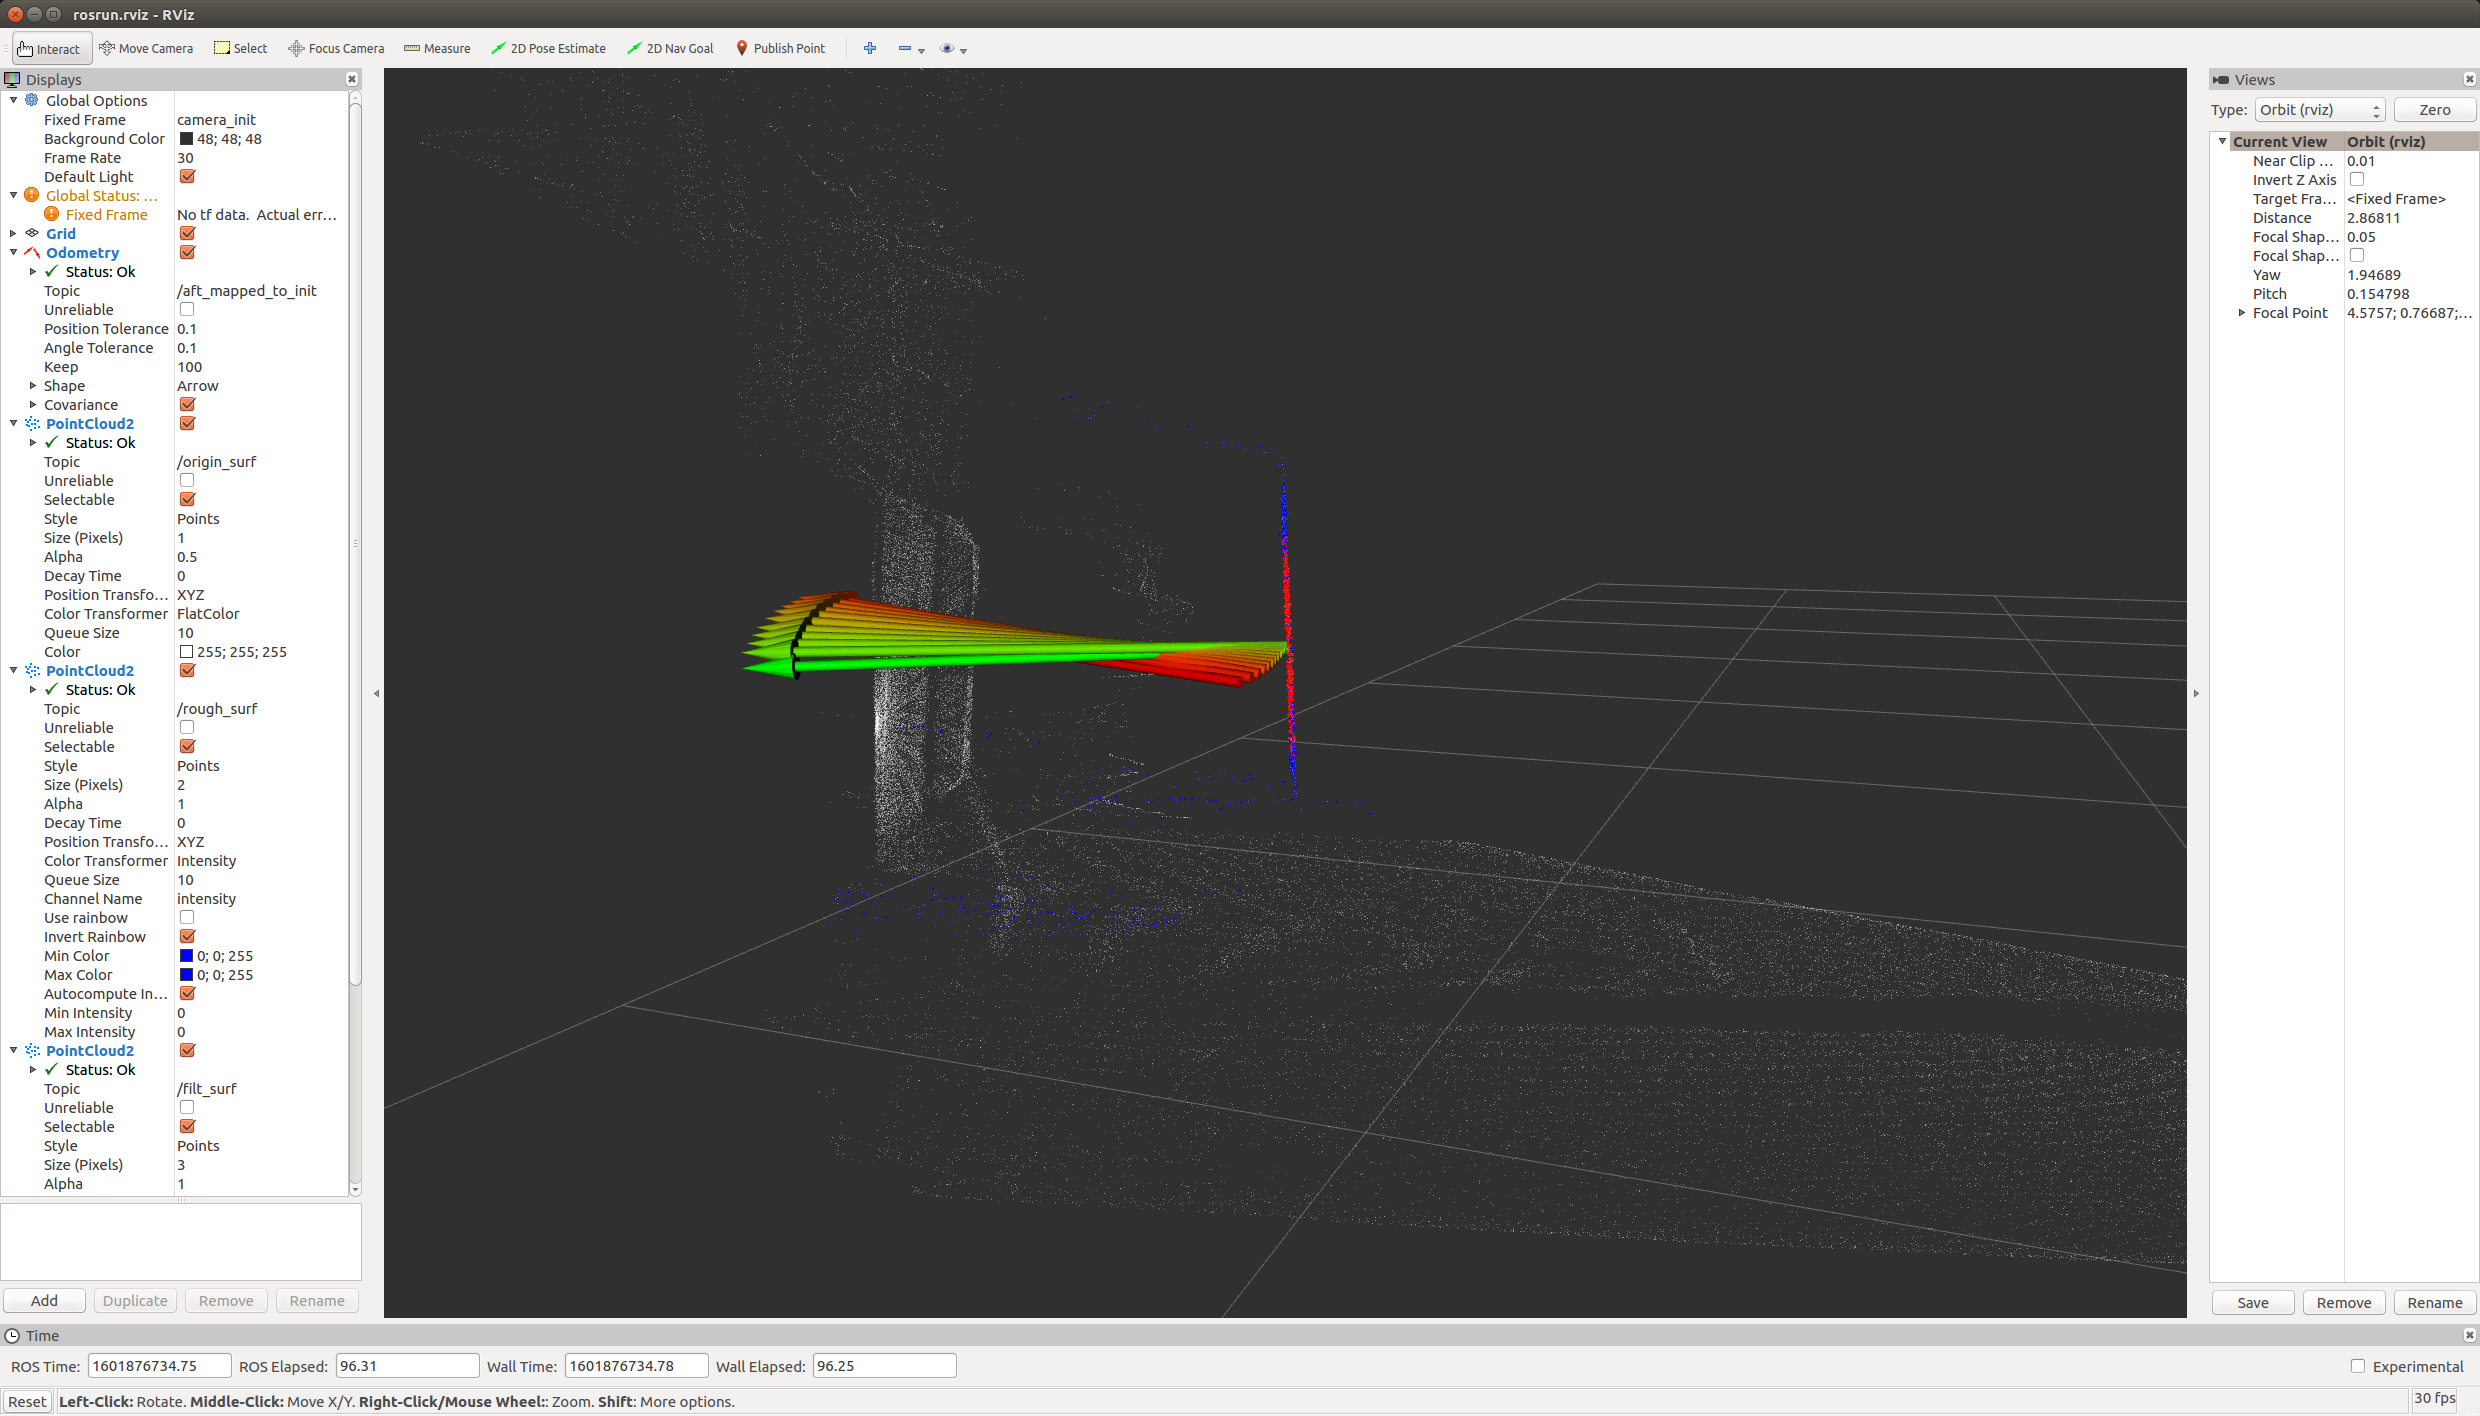 rosrun.rviz - RViz
Interact Move Camera Select Focus Camera Measure 2D Pose Estimate 2D Nav Goal Publish Point
Displays
Global Options
Fixed Frame camera_init
Background Color 48; 48; 48
Frame Rate 30
Default Light
Global Status: ...
Fixed Frame No tf data. Actual err...
Grid
Odometry
Status: Ok
Topic /aft_mapped_to_init
Unreliable
Position Tolerance 0.1
Angle Tolerance 0.1
Keep 100
Shape Arrow
Covariance
PointCloud2
Status: Ok
Topic /origin_surf
Unreliable
Selectable
Style Points
Size (Pixels) 1
Alpha 0.5
Decay Time 0
Position Transfo... XYZ
Color Transformer FlatColor
Queue Size 10
Color 255; 255; 255
PointCloud2
Status: Ok
Topic /rough_surf
Unreliable
Selectable
Style Points
Size (Pixels) 2
Alpha 1
Decay Time 0
Position Transfo... XYZ
Color Transformer Intensity
Queue Size 10
Channel Name intensity
Use rainbow
Invert Rainbow
Min Color 0; 0; 255
Max Color 0; 0; 255
Autocompute In...
Min Intensity 0
Max Intensity 0
PointCloud2
Status: Ok
Topic /filt_surf
Unreliable
Selectable
Style Points
Size (Pixels) 3
Alpha 1
Add Duplicate Remove Rename
Views
Type: Orbit (rviz) Zero
Current View Orbit (rviz)
Near Clip ... 0.01
Invert Z Axis
Target Fra... <Fixed Frame>
Distance 2.86811
Focal Shap... 0.05
Focal Shap...
Yaw 1.94689
Pitch 0.154798
Focal Point 4.5757; 0.76687;...
Save Remove Rename
Time
ROS Time: 1601876734.75 ROS Elapsed: 96.31 Wall Time: 1601876734.78 Wall Elapsed: 96.25 Experimental
Reset Left-Click: Rotate. Middle-Click: Move X/Y. Right-Click/Mouse Wheel:: Zoom. Shift: More options. 30 fps